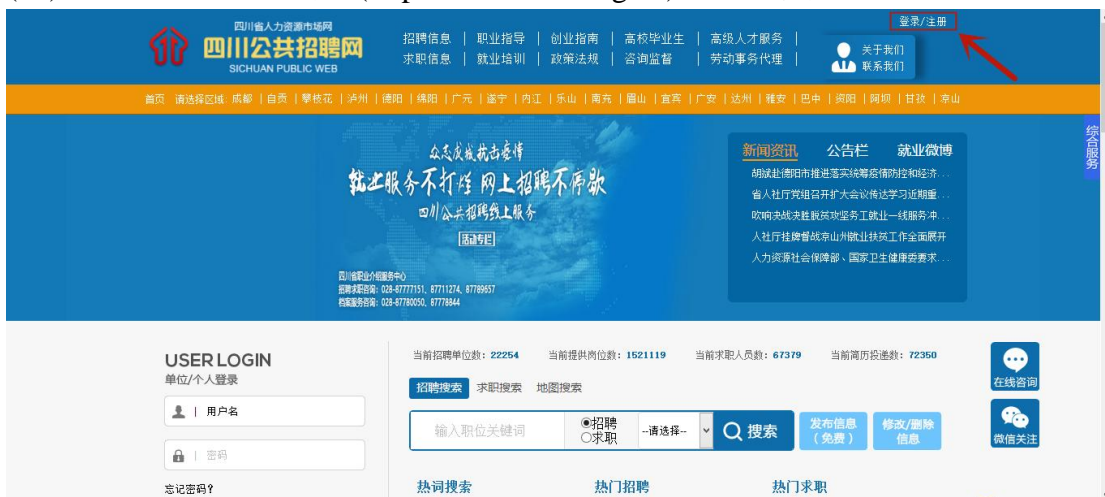 四川省人力资源市场网
四川公共招聘网
SICHUAN PUBLIC WEB
招聘信息 | 职业指导 | 创业指南 | 高校毕业生 | 高级人才服务 |
求职信息 | 就业培训 | 政策法规 | 咨询监督 | 劳动事务代理 |
登录/注册
关于我们
联系我们
首页 请选择区域: 成都 | 自贡 | 攀枝花 | 泸州 | 德阳 | 绵阳 | 广元 | 遂宁 | 内江 | 乐山 | 南充 | 眉山 | 宜宾 | 广安 | 达州 | 雅安 | 巴中 | 资阳 | 阿坝 | 甘孜 | 凉山
综合服务
众志成城抗击疫情
就业服务不打烊 网上招聘不停歇
四川公共招聘线上服务
[活动专栏]
四川省职业介绍服务中心
招聘求职咨询: 028-87777151、87711274、87789657
档案服务咨询: 028-87780050、87778844
新闻资讯 公告栏 就业微博
胡斌赴德阳市推进落实统筹疫情防控和经济...
省人社厅党组召开扩大会议传达学习近期重...
吹响决战决胜脱贫攻坚务工就业一线服务冲...
人社厅挂牌督战凉山州就业扶贫工作全面展开
人力资源社会保障部、国家卫生健康委要求...
USER LOGIN
单位/个人登录
用户名
密码
忘记密码?
当前招聘单位数: 22254 当前提供岗位数: 1521119 当前求职人员数: 67379 当前简历投递数: 72350
招聘搜索 求职搜索 地图搜索
输入职位关键词
招聘
求职
--请选择--
搜索
发布信息
(免费)
修改/删除
信息
热词搜索 热门招聘 热门求职
在线咨询
微信关注